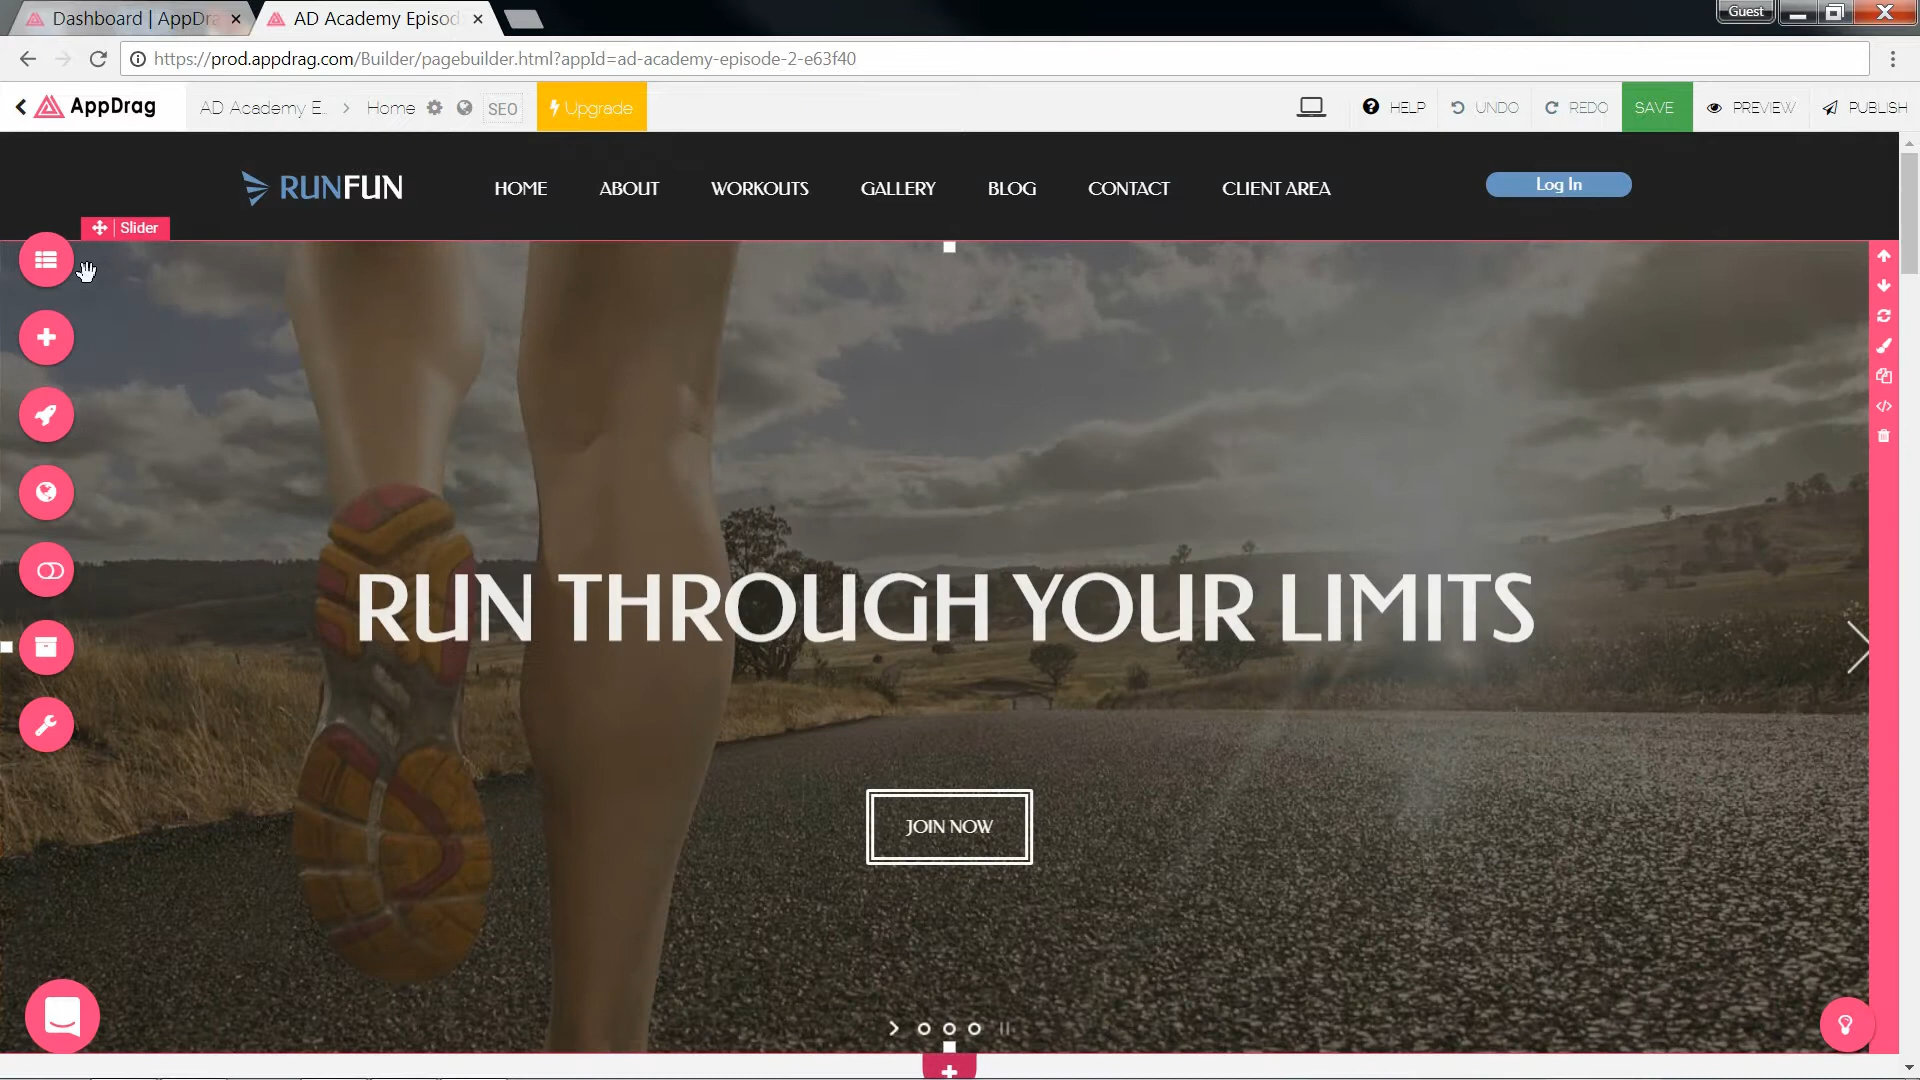 Dashboard | AppDra
AD Academy Episod
Guest
https://prod.appdrag.com/Builder/pagebuilder.html?appId=ad-academy-episode-2-e63f40
AppDrag
AD Academy E..
Home
SEO
Upgrade
HELP
UNDO
REDO
SAVE
PREVIEW
PUBLISH
RUNFUN
HOME
ABOUT
WORKOUTS
GALLERY
BLOG
CONTACT
CLIENT AREA
Log In
Slider
RUN THROUGH YOUR LIMITS
JOIN NOW